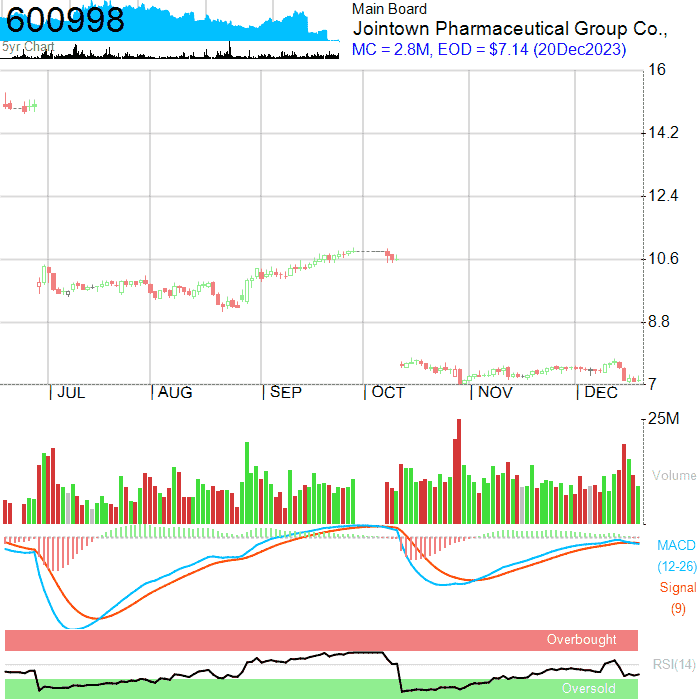 600998
5yr Chart
Main Board
Jointown Pharmaceutical Group Co.,
MC = 2.8M, EOD = $7.14 (20Dec2023)
16
14.2
12.4
10.6
8.8
7
JUL AUG SEP OCT NOV DEC
25M
Volume
MACD
(12-26)
Signal
(9)
Overbought
RSI(14)
Oversold